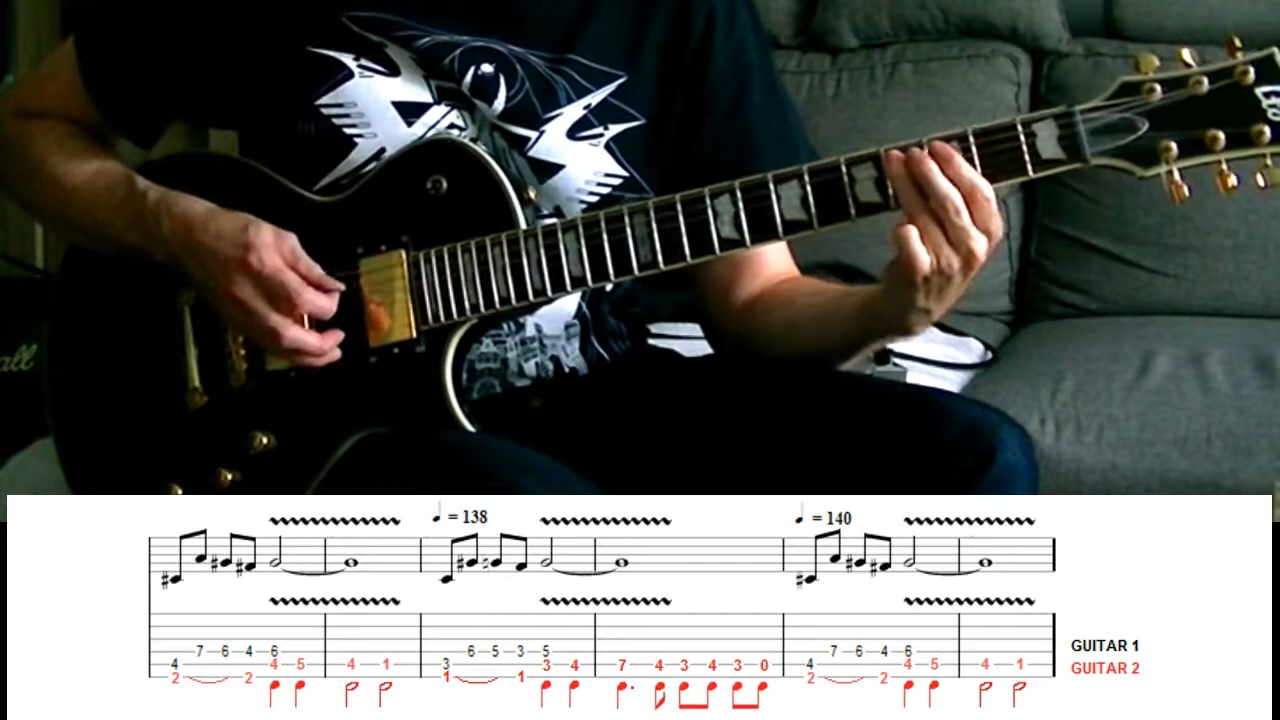 all
♩ = 138
♩ = 140
7 6 4 6
4 4 5 4 1
2 2
6 5 3 5
3 3 4 7 4 3 4 3 0
1 1
7 6 4 6
4 4 5 4 1
2 2
GUITAR 1
GUITAR 2